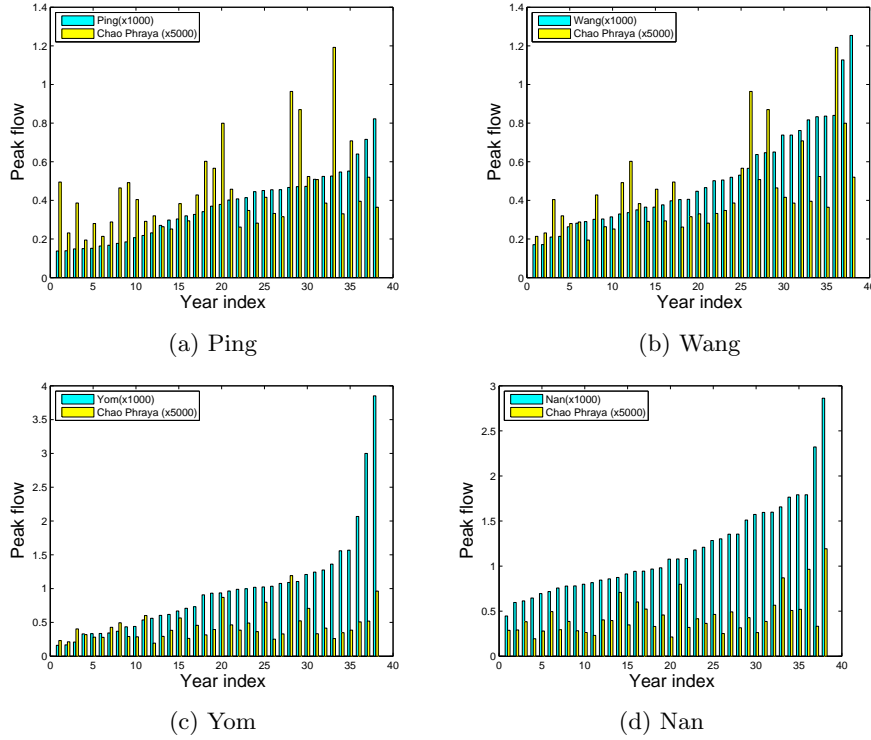 1.4
1.2
1
0.8
0.6
0.4
0.2
0
Peak flow
Ping(x1000)
Chao Phraya (x5000)
0 5 10 15 20 25 30 35 40
Year index
(a) Ping
1.4
1.2
1
0.8
0.6
0.4
0.2
0
Peak flow
Wang(x1000)
Chao Phraya (x5000)
0 5 10 15 20 25 30 35 40
Year index
(b) Wang
4
3.5
3
2.5
2
1.5
1
0.5
0
Peak flow
Yom(x1000)
Chao Phraya (x5000)
0 5 10 15 20 25 30 35 40
Year index
(c) Yom
3
2.5
2
1.5
1
0.5
0
Peak flow
Nan(x1000)
Chao Phraya (x5000)
0 5 10 15 20 25 30 35 40
Year index
(d) Nan